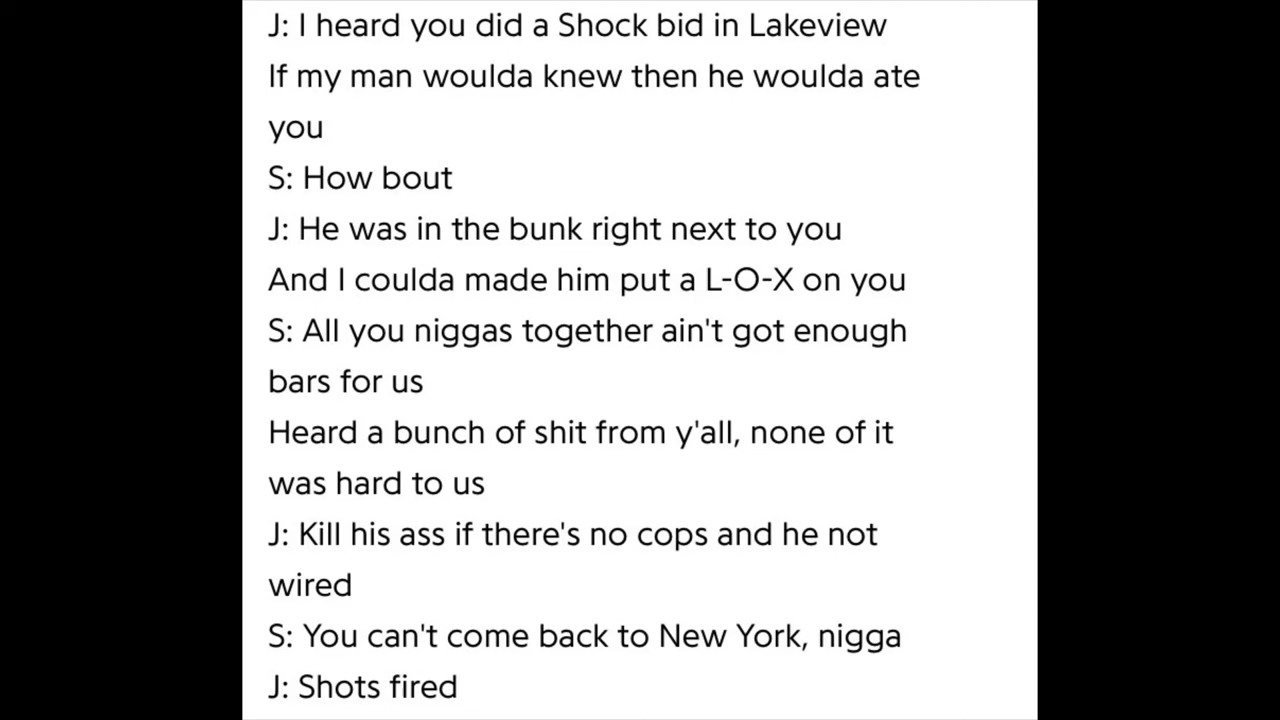 J: I heard you did a Shock bid in Lakeview
If my man woulda knew then he woulda ate
you
S: How bout
J: He was in the bunk right next to you
And I coulda made him put a L-O-X on you
S: All you niggas together ain't got enough
bars for us
Heard a bunch of shit from y'all, none of it
was hard to us
J: Kill his ass if there's no cops and he not
wired
S: You can't come back to New York, nigga
J: Shots fired